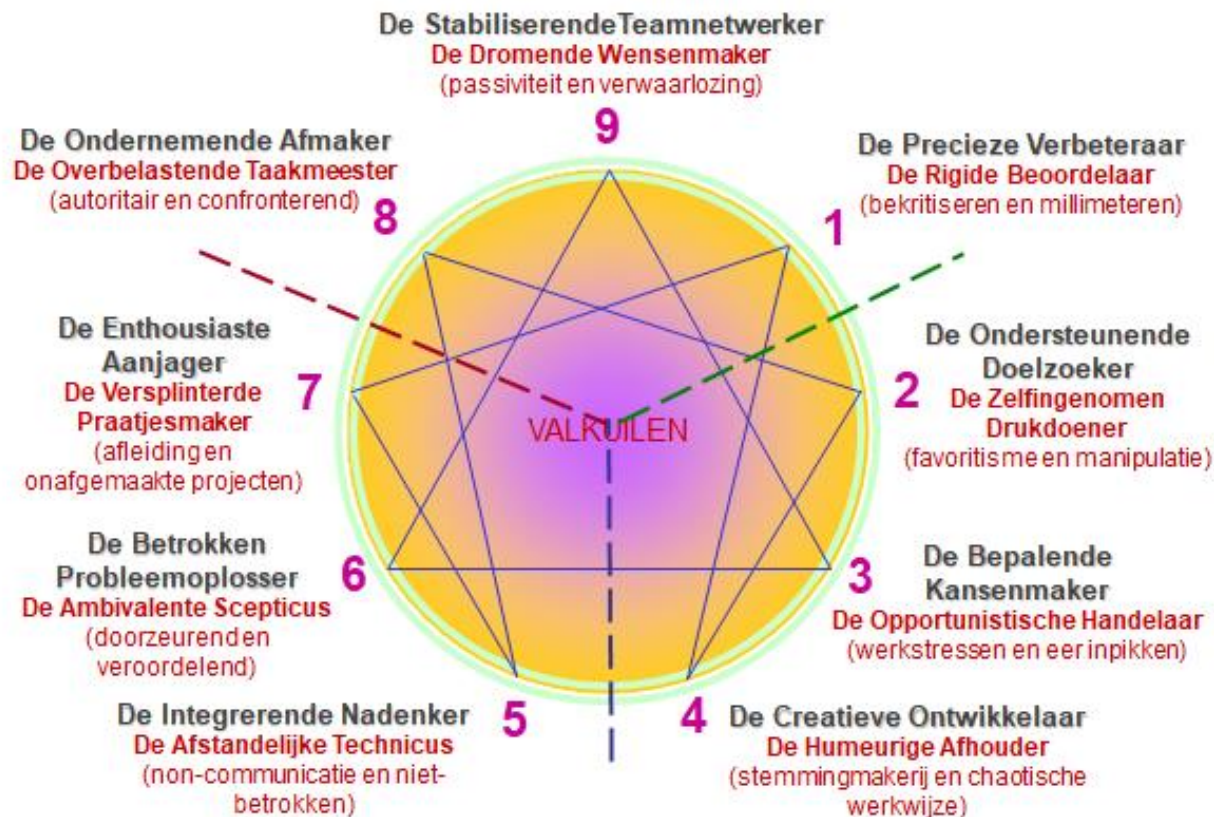 De StabiliserendeTeamnetwerker
De Dromende Wensenmaker
(passiviteit en verwaarlozing)
9
De Ondernemende Afmaker
De Overbelastende Taakmeester
(autoritair en confronterend)
8
De Precieze Verbeteraar
De Rigide Beoordelaar
(bekritiseren en millimeteren)
1
De Enthousiaste
Aanjager
De Versplinterde
Praatjesmaker
(afleiding en
onafgemaakte projecten)
7
VALKUILEN
De Ondersteunende
Doelzoeker
De Zelfingenomen
Drukdoener
(favoritisme en manipulatie)
2
De Betrokken
Probleemoplosser
De Ambivalente Scepticus
(doorzeurend en
veroordelend)
6
De Bepalende
Kansenmaker
De Opportunistische Handelaar
(werkstressen en eer inpikken)
3
De Integrerende Nadenker
De Afstandelijke Technicus
(non-communicatie en niet-
betrokken)
5
De Creatieve Ontwikkelaar
De Humeurige Afhouder
(stemmingmakerij en chaotische
werkwijze)
4